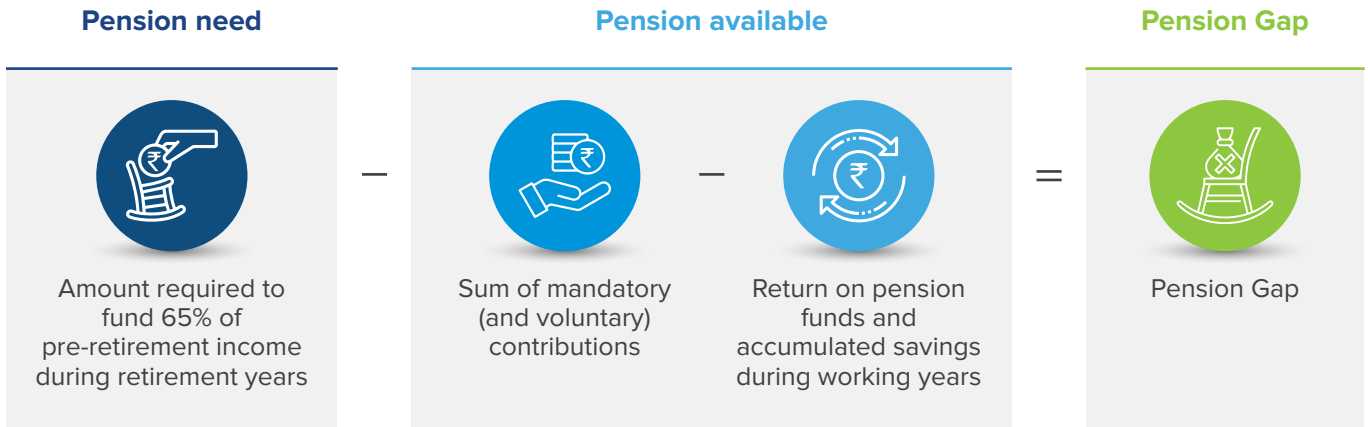 Pension need
Pension available
Pension Gap
₹
Amount required to
fund 65% of
pre-retirement income
during retirement years
–
₹
Sum of mandatory
(and voluntary)
contributions
–
₹
Return on pension
funds and
accumulated savings
during working years
=
Pension Gap